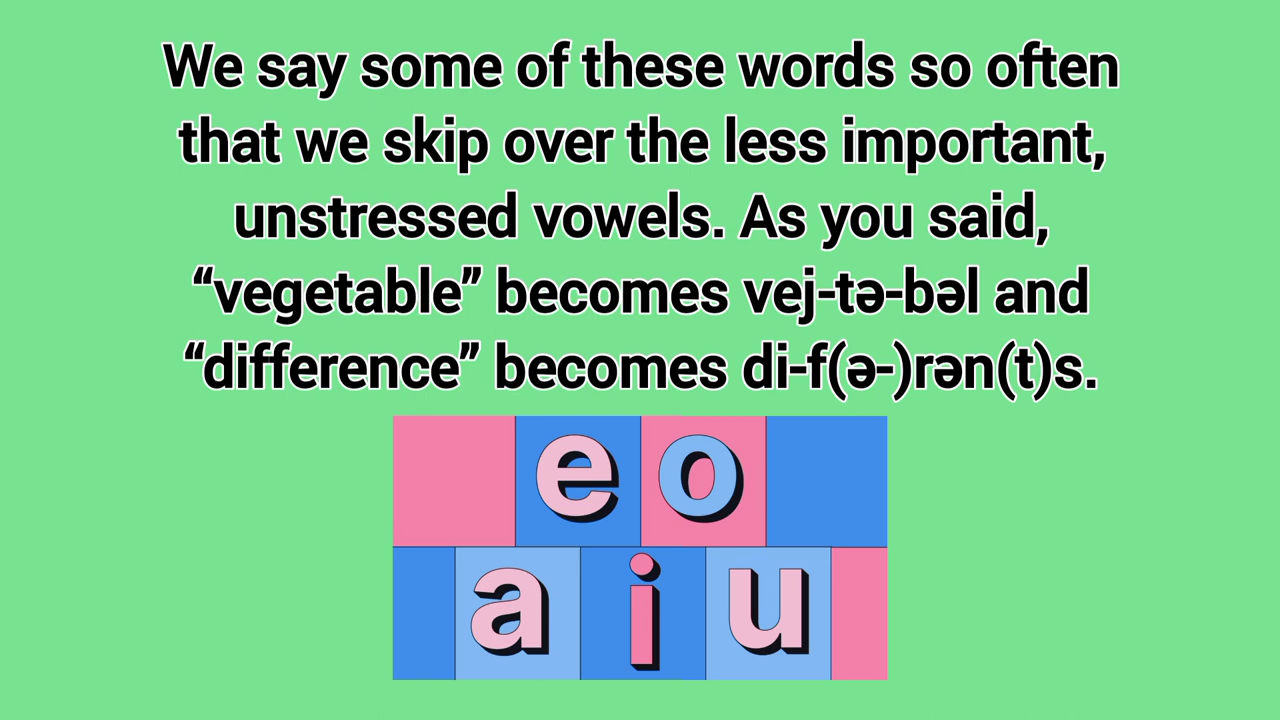 We say some of these words so often
that we skip over the less important,
unstressed vowels. As you said,
“vegetable” becomes vej-tə-bəl and
“difference” becomes di-f(ə-)rən(t)s.
e o
a i u